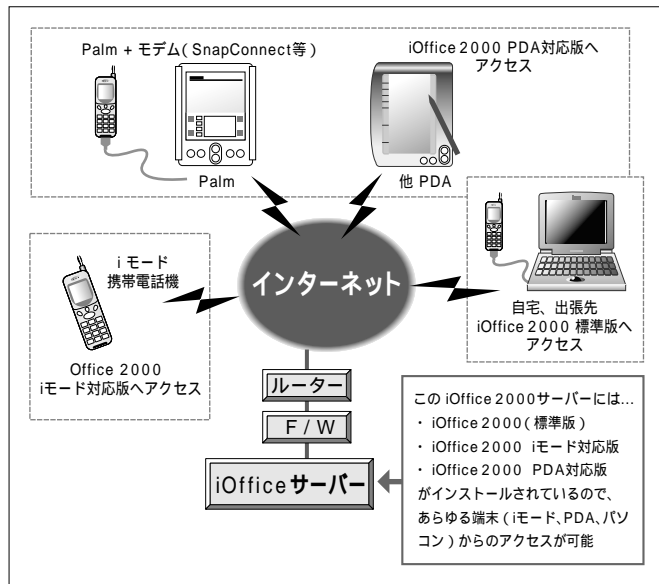 Palm + モデム(SnapConnect等)
iOffice 2000 PDA対応版へ
アクセス
Palm
他 PDA
i モード
携帯電話機
Office 2000
iモード対応版へアクセス
インターネット
自宅、出張先
iOffice 2000 標準版へ
アクセス
ルーター
F / W
iOfficeサーバー
この iOffice 2000サーバーには…
・ iOffice 2000(標準版)
・ iOffice 2000 iモード対応版
・ iOffice 2000 PDA対応版
がインストールされているので、
あらゆる端末(iモード、PDA、パソ
コン)からのアクセスが可能